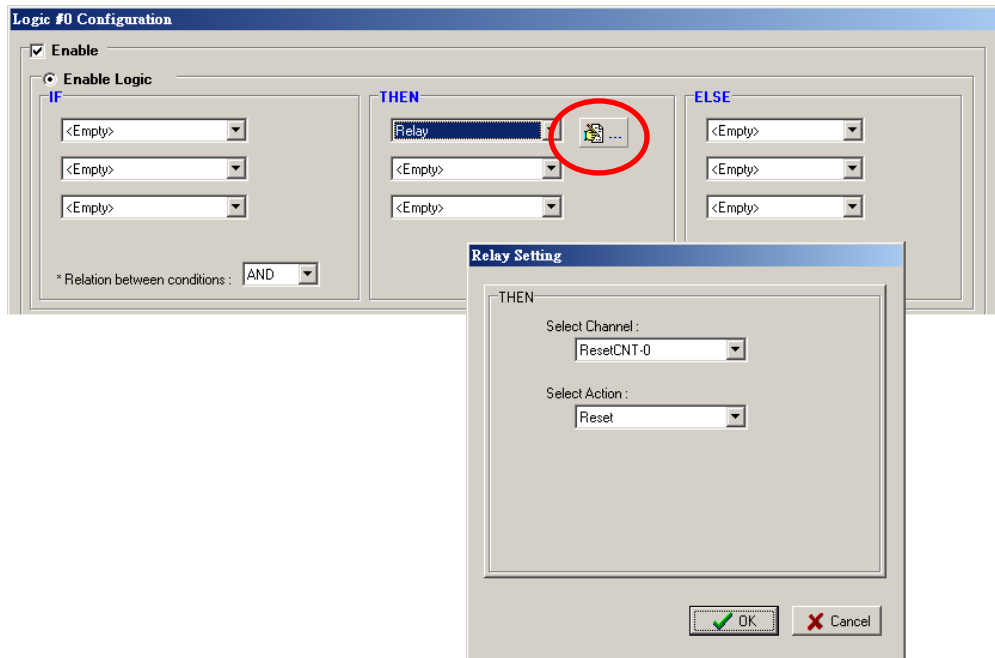 Logic #0 Configuration
Enable
Enable Logic
IF
THEN
ELSE
<Empty>
Relay
...
<Empty>
<Empty>
<Empty>
<Empty>
<Empty>
<Empty>
<Empty>
* Relation between conditions :
AND
Relay Setting
THEN
Select Channel :
ResetCNT-0
Select Action :
Reset
OK
Cancel